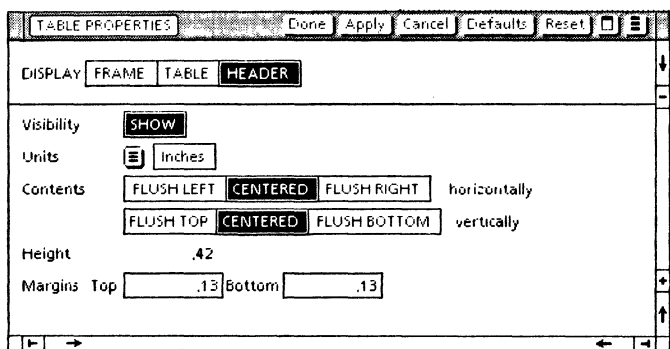 TABLE PROPERTIES Done Apply Cancel Defaults Reset
DISPLAY FRAME TABLE HEADER
Visibility SHOW
Units Inches
Contents FLUSH LEFT CENTERED FLUSH RIGHT horizontally
FLUSH TOP CENTERED FLUSH BOTTOM vertically
Height .42
Margins Top .13 Bottom .13